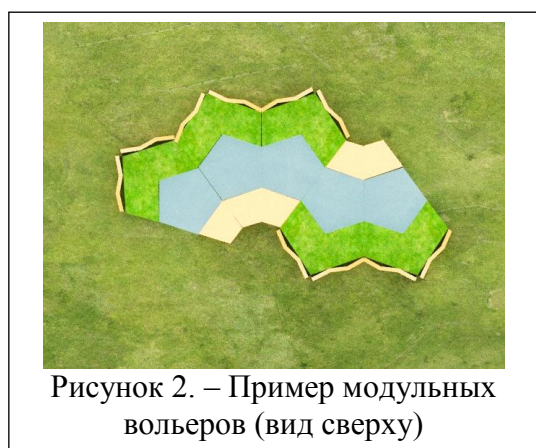 Рисунок 2. – Пример модульных
вольеров (вид сверху)